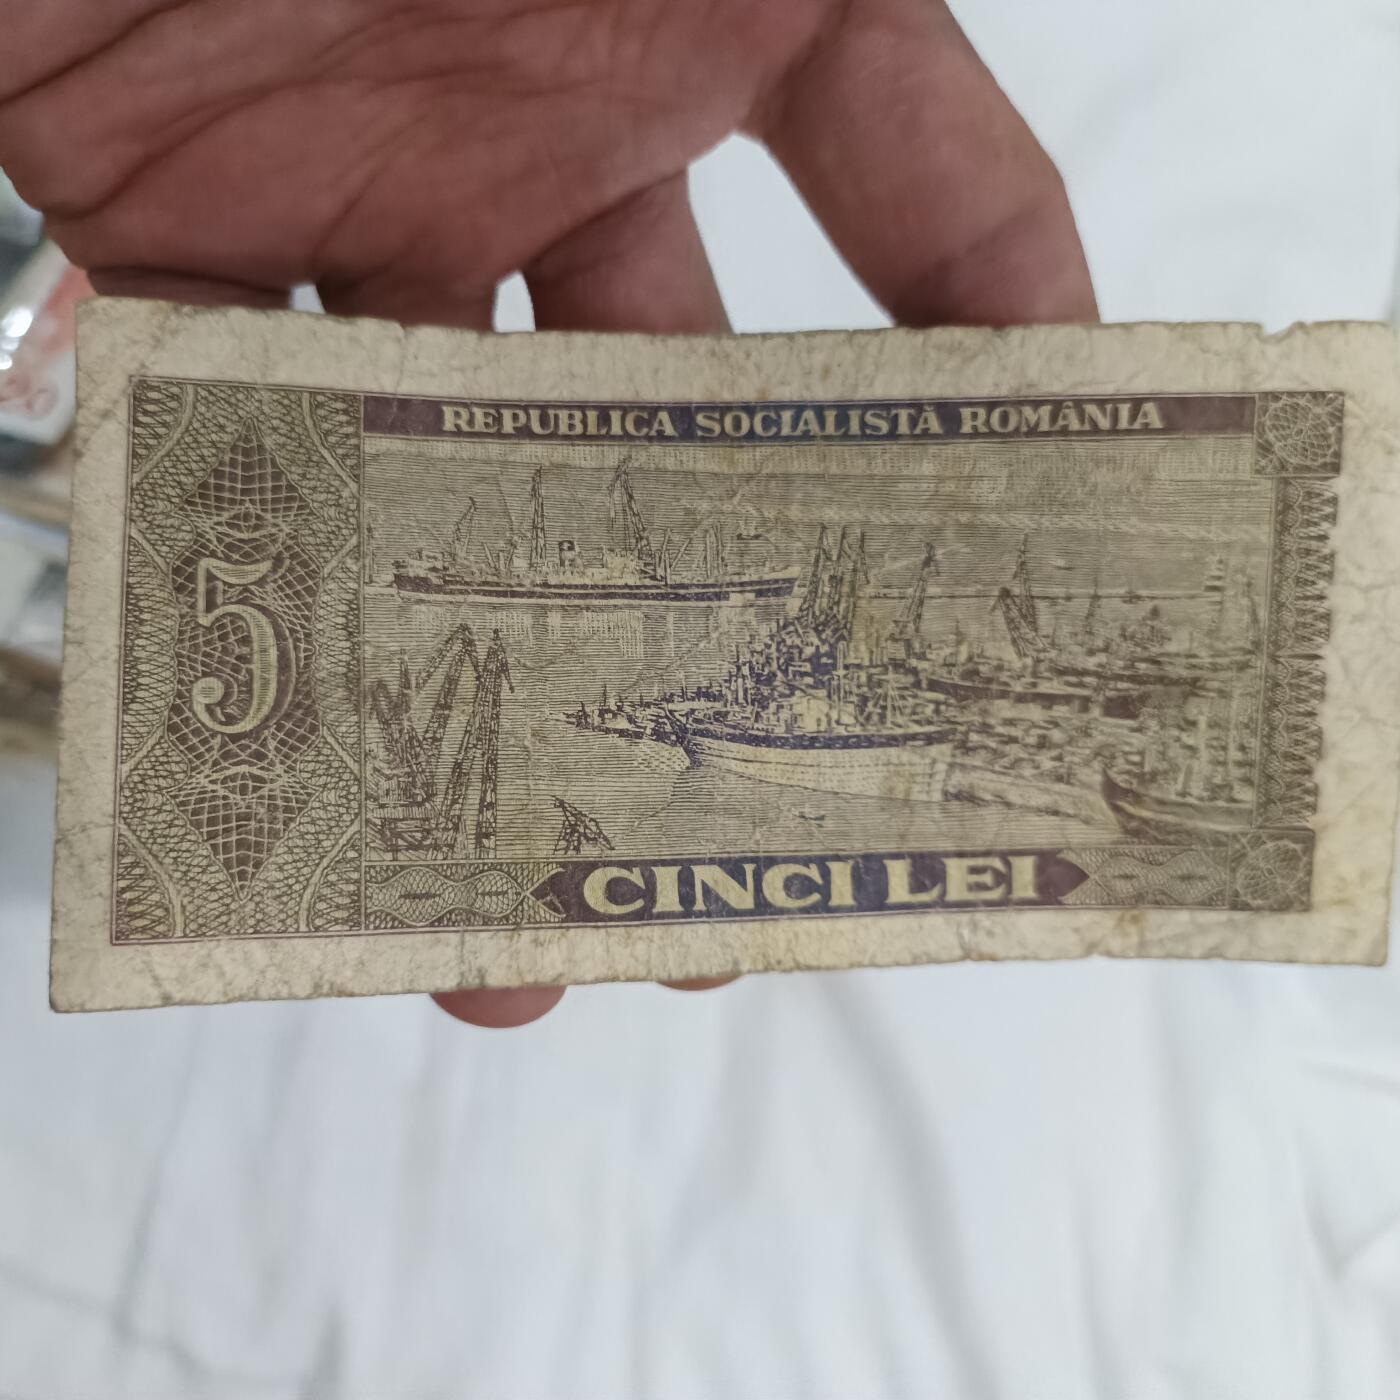 REPUBLICA SOCIALISTĂ ROMÂNIA
5
CINCI LEI